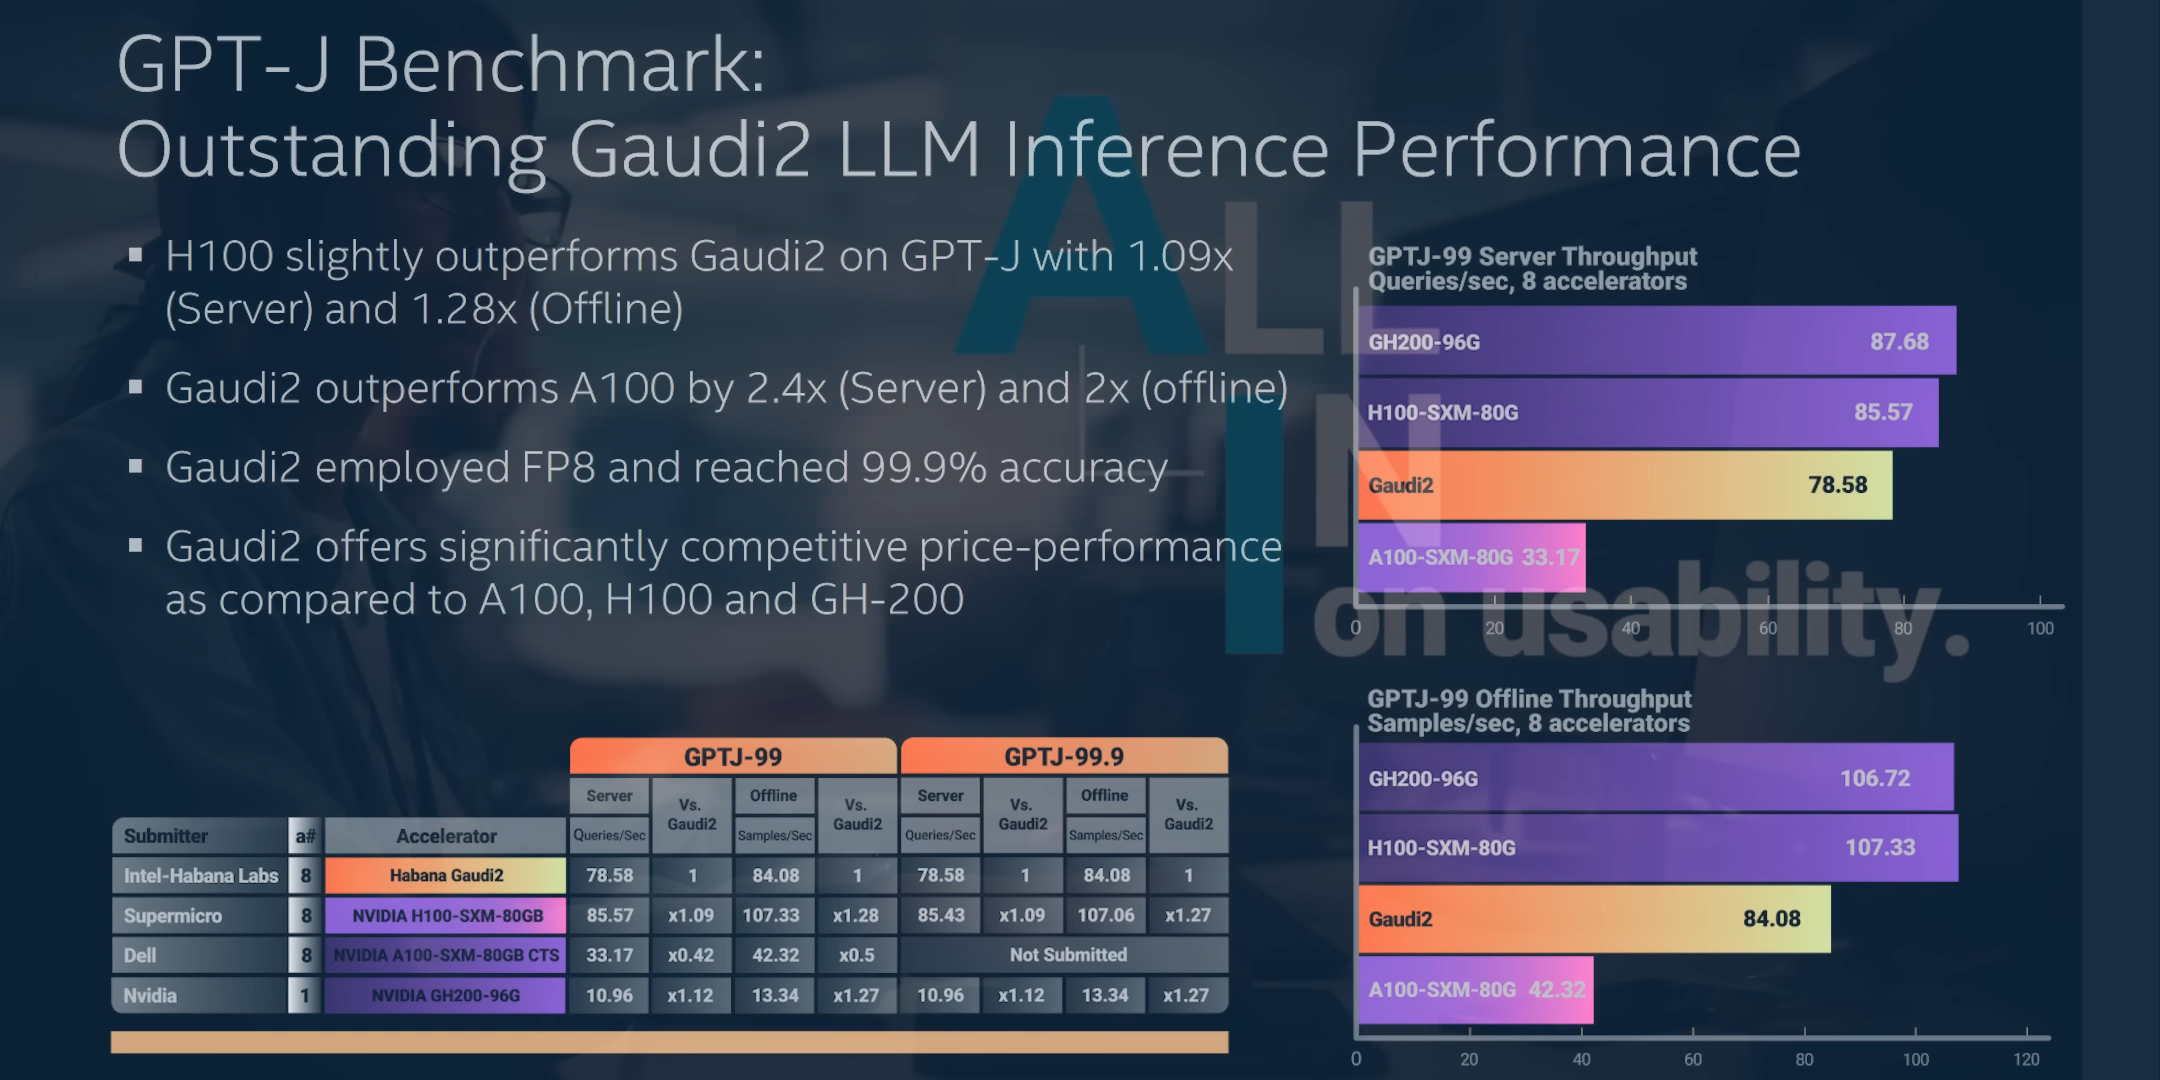 GPT-J Benchmark:
Outstanding Gaudi2 LLM Inference Performance
▪ H100 slightly outperforms Gaudi2 on GPT-J with 1.09x
(Server) and 1.28x (Offline)
▪ Gaudi2 outperforms A100 by 2.4x (Server) and 2x (offline)
▪ Gaudi2 employed FP8 and reached 99.9% accuracy
▪ Gaudi2 offers significantly competitive price-performance
as compared to A100, H100 and GH-200
ALL
IN
on usability.
GPTJ-99 Server Throughput
Queries/sec, 8 accelerators
GH200-96G 87.68
H100-SXM-80G 85.57
Gaudi2 78.58
A100-SXM-80G 33.17
0 20 40 60 80 100
GPTJ-99 Offline Throughput
Samples/sec, 8 accelerators
GH200-96G 106.72
H100-SXM-80G 107.33
Gaudi2 84.08
A100-SXM-80G 42.32
0 20 40 60 80 100 120
GPTJ-99 GPTJ-99.9
Server Vs. Gaudi2 Offline Vs. Gaudi2 Server Vs. Gaudi2 Offline Vs. Gaudi2
Submitter a# Accelerator Queries/Sec Samples/Sec Queries/Sec Samples/Sec
Intel-Habana Labs 8 Habana Gaudi2 78.58 1 84.08 1 78.58 1 84.08 1
Supermicro 8 NVIDIA H100-SXM-80GB 85.57 x1.09 107.33 x1.28 85.43 x1.09 107.06 x1.27
Dell 8 NVIDIA A100-SXM-80GB CTS 33.17 x0.42 42.32 x0.5 Not Submitted
Nvidia 1 NVIDIA GH200-96G 10.96 x1.12 13.34 x1.27 10.96 x1.12 13.34 x1.27